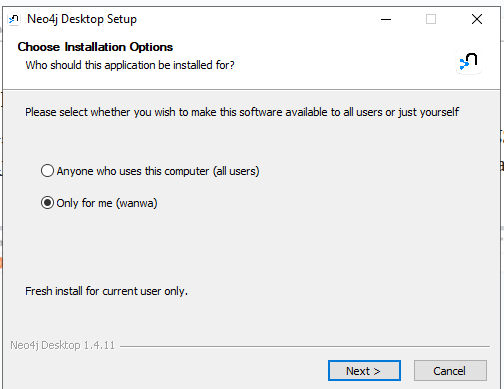 Neo4j Desktop Setup
Choose Installation Options
Who should this application be installed for?
Please select whether you wish to make this software available to all users or just yourself
Anyone who uses this computer (all users)
Only for me (wanwa)
Fresh install for current user only.
Neo4j Desktop 1.4.11
Next >
Cancel